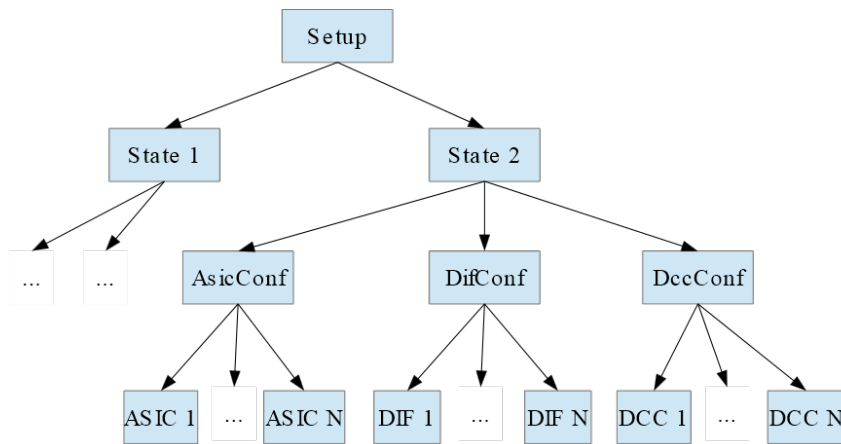 Setup
State 1
State 2
...
...
AsicConf
DifConf
DccConf
ASIC 1
...
ASIC N
DIF 1
...
DIF N
DCC 1
...
DCC N